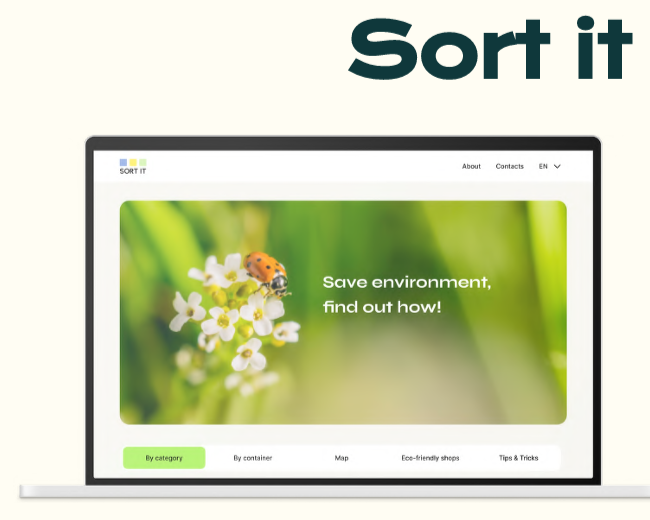 Sort it
SORT IT
About Contacts EN
Save environment,
find out how!
By category By container Map Eco-friendly shops Tips & Tricks